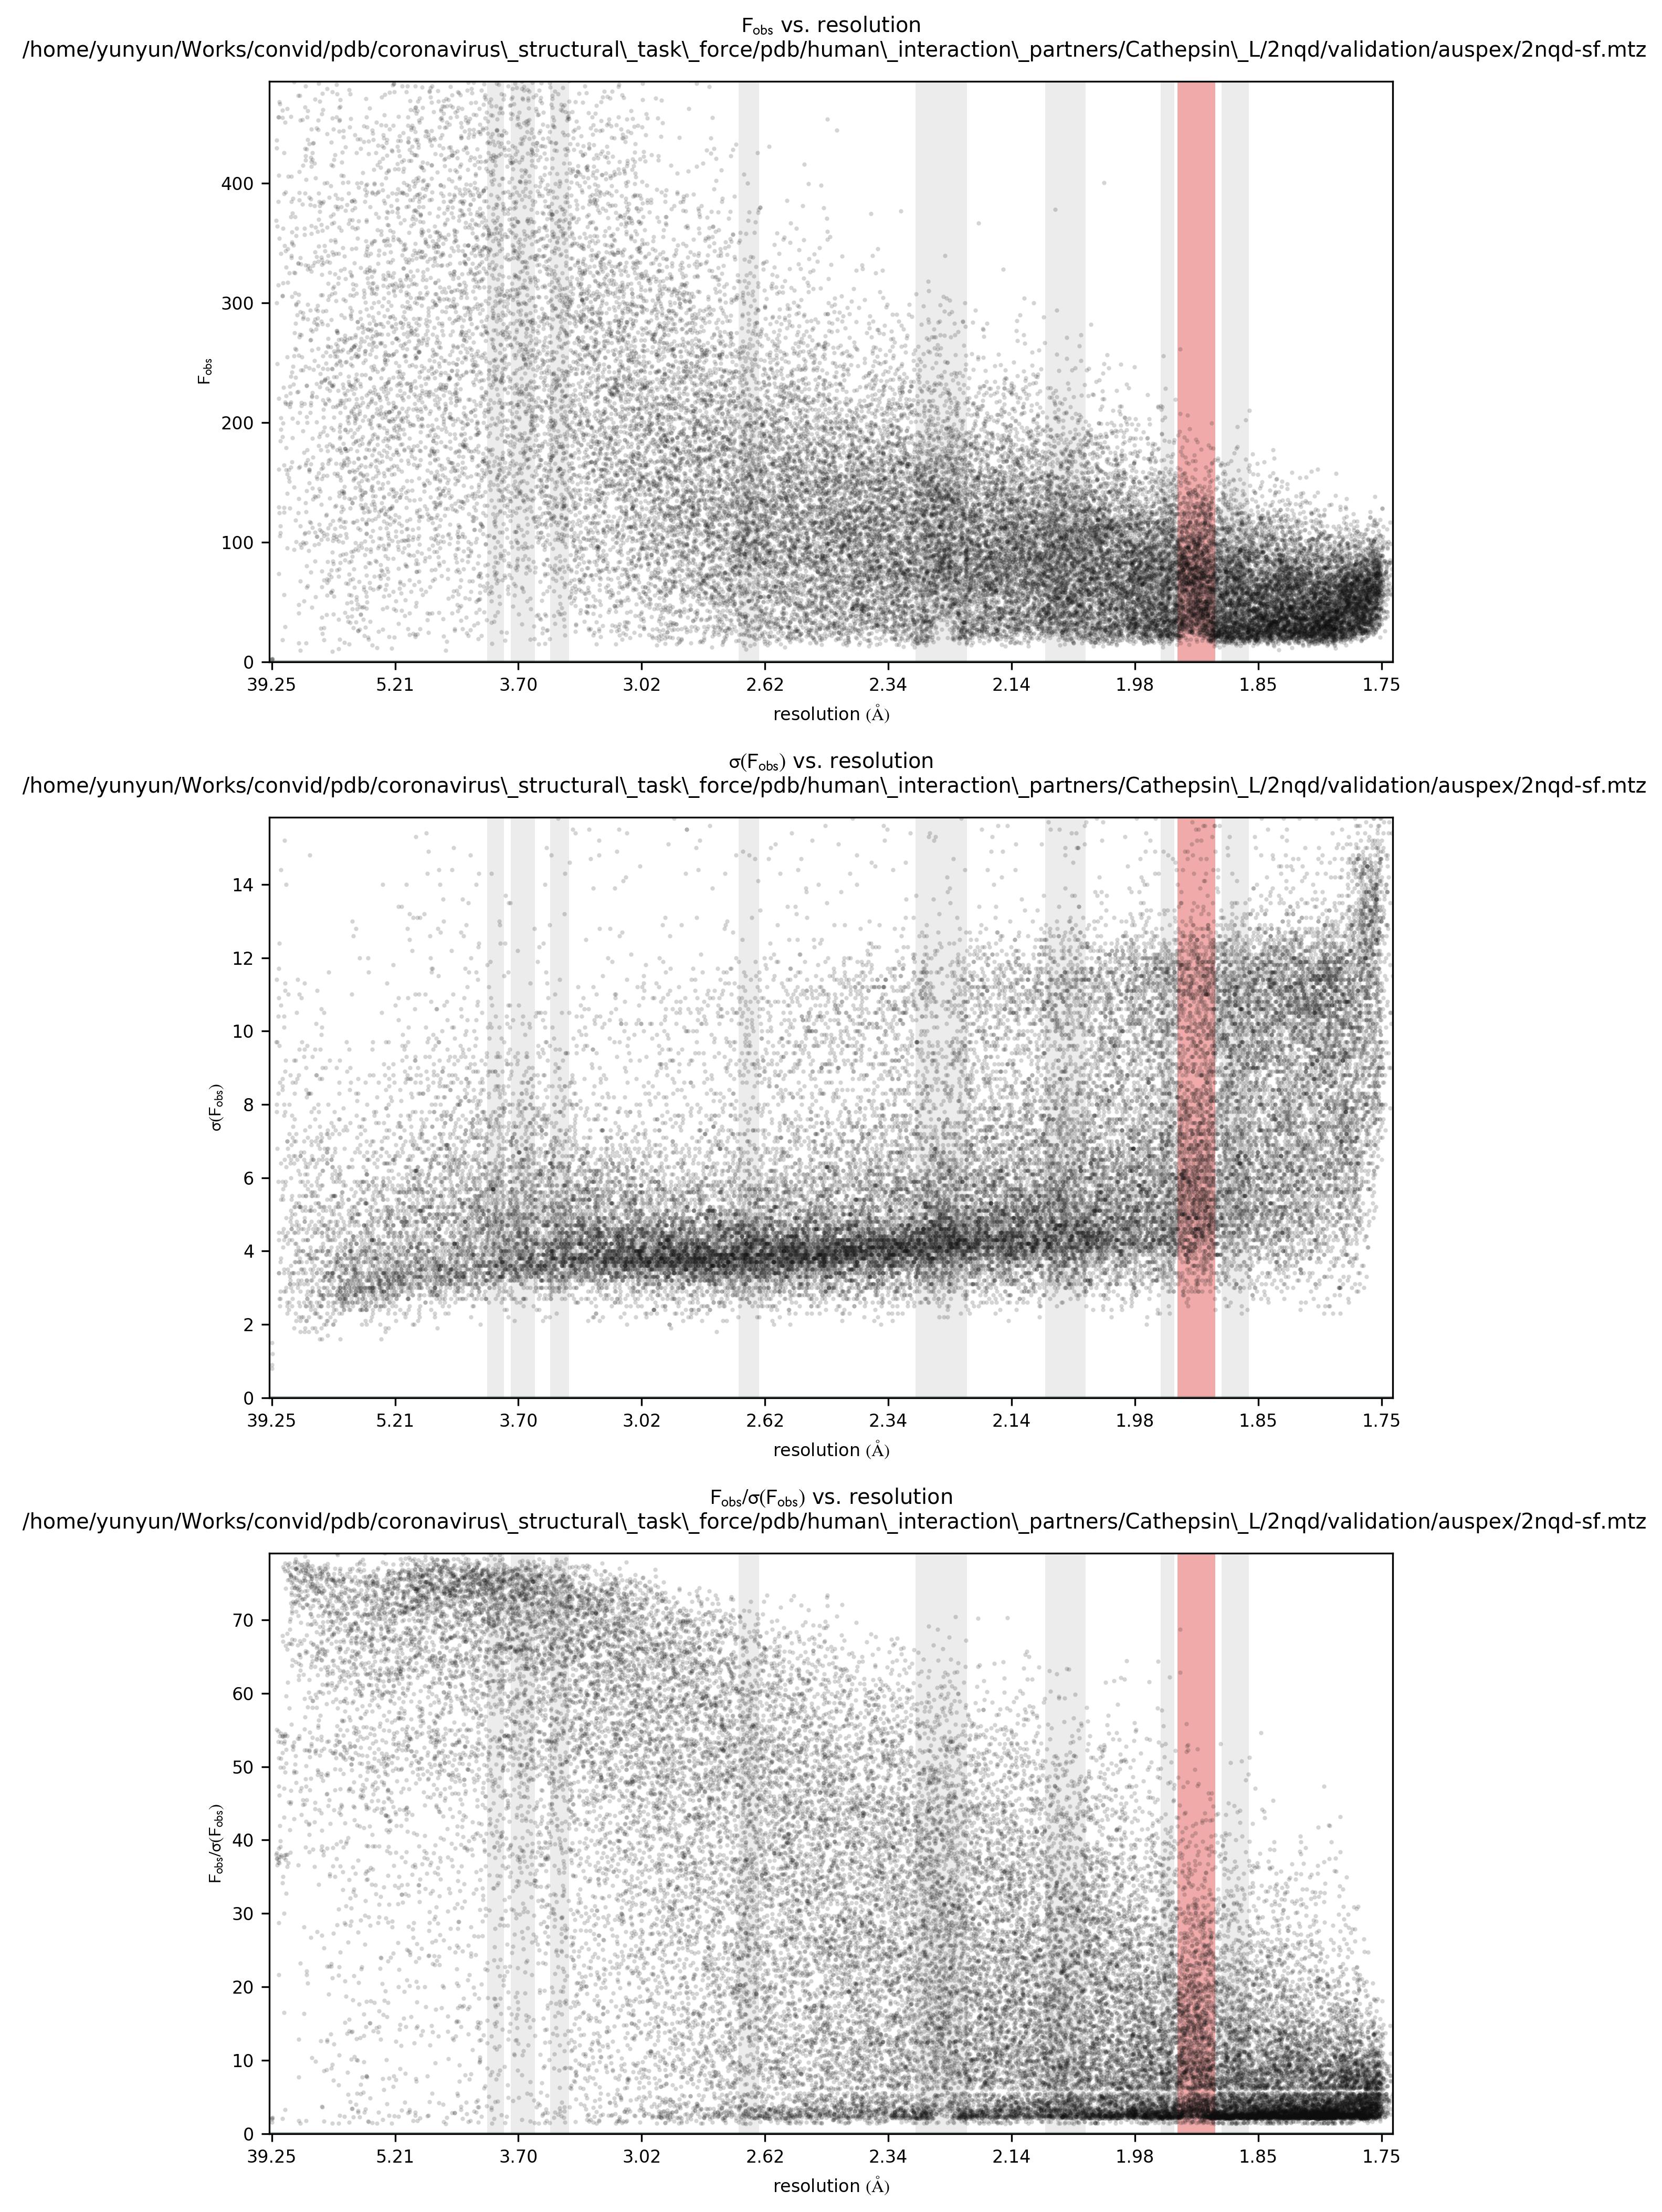 Fobs vs. resolution
/home/yunyun/Works/convid/pdb/coronavirus\_structural\_task\_force/pdb/human\_interaction\_partners/Cathepsin\_L/2nqd/validation/auspex/2nqd-sf.mtz
400
300
200
100
0
Fobs
39.25 5.21 3.70 3.02 2.62 2.34 2.14 1.98 1.85 1.75
resolution (Å)
σ(Fobs) vs. resolution
/home/yunyun/Works/convid/pdb/coronavirus\_structural\_task\_force/pdb/human\_interaction\_partners/Cathepsin\_L/2nqd/validation/auspex/2nqd-sf.mtz
14
12
10
8
6
4
2
0
σ(Fobs)
39.25 5.21 3.70 3.02 2.62 2.34 2.14 1.98 1.85 1.75
resolution (Å)
Fobs/σ(Fobs) vs. resolution
/home/yunyun/Works/convid/pdb/coronavirus\_structural\_task\_force/pdb/human\_interaction\_partners/Cathepsin\_L/2nqd/validation/auspex/2nqd-sf.mtz
70
60
50
40
30
20
10
0
Fobs/σ(Fobs)
39.25 5.21 3.70 3.02 2.62 2.34 2.14 1.98 1.85 1.75
resolution (Å)